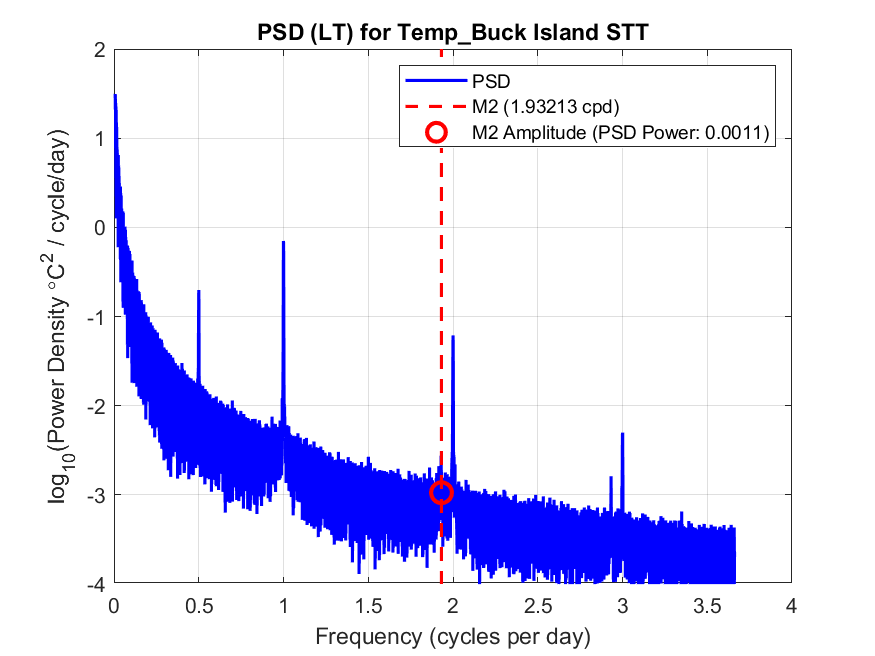 PSD (LT) for Temp_Buck Island STT
PSD
M2 (1.93213 cpd)
M2 Amplitude (PSD Power: 0.0011)
2
1
0
-1
-2
-3
-4
log10(Power Density °C2 / cycle/day)
0 0.5 1 1.5 2 2.5 3 3.5 4
Frequency (cycles per day)